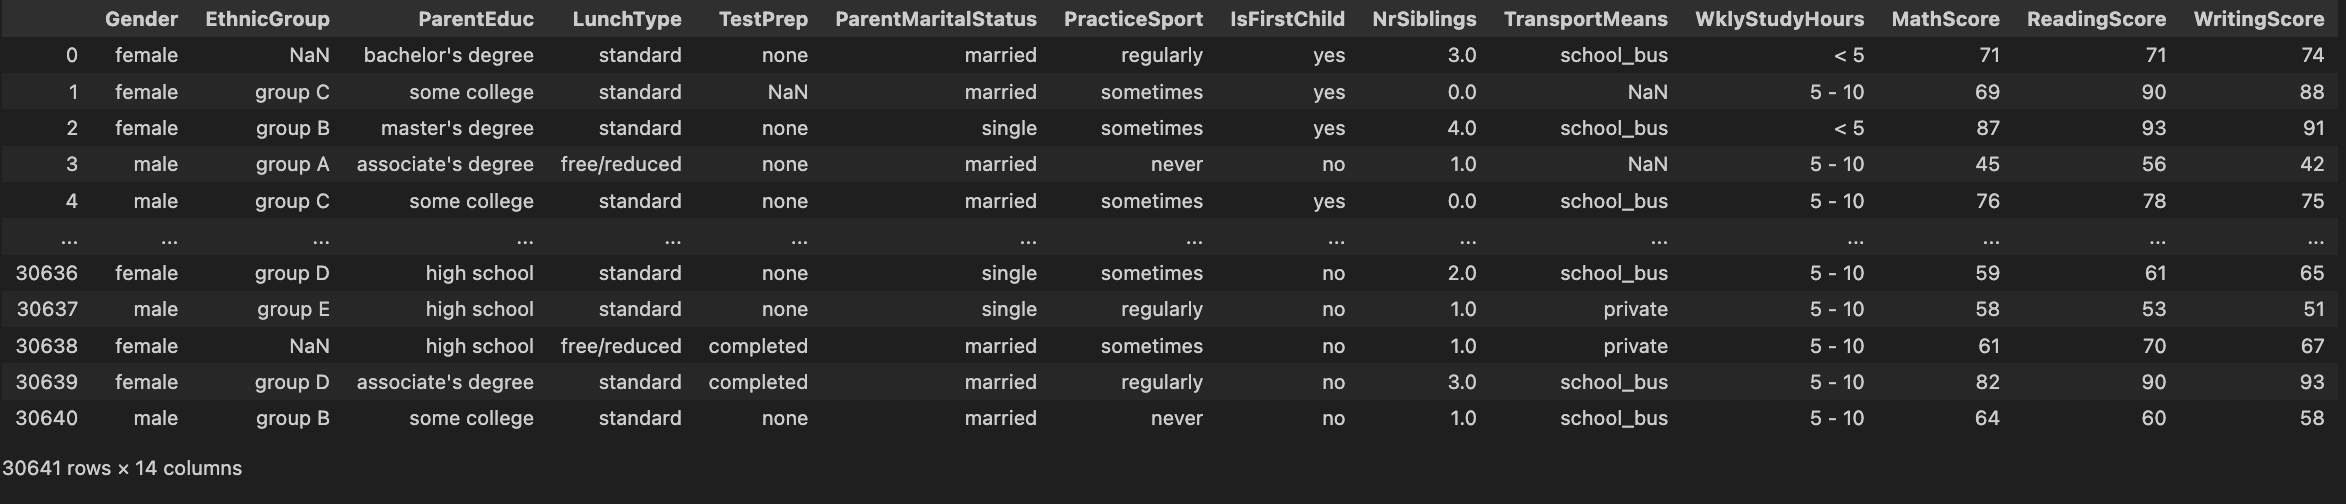 Gender EthnicGroup ParentEduc LunchType TestPrep ParentMaritalStatus PracticeSport IsFirstChild NrSiblings TransportMeans WklyStudyHours MathScore ReadingScore WritingScore
0 female NaN bachelor's degree standard none married regularly yes 3.0 school_bus < 5 71 71 74
1 female group C some college standard NaN married sometimes yes 0.0 NaN 5 - 10 69 90 88
2 female group B master's degree standard none single sometimes yes 4.0 school_bus < 5 87 93 91
3 male group A associate's degree free/reduced none married never no 1.0 NaN 5 - 10 45 56 42
4 male group C some college standard none married sometimes yes 0.0 school_bus 5 - 10 76 78 75
... ... ... ... ... ... ... ... ... ... ... ... ... ... ...
30636 female group D high school standard none single sometimes no 2.0 school_bus 5 - 10 59 61 65
30637 male group E high school standard none single regularly no 1.0 private 5 - 10 58 53 51
30638 female NaN high school free/reduced completed married sometimes no 1.0 private 5 - 10 61 70 67
30639 female group D associate's degree standard completed married regularly no 3.0 school_bus 5 - 10 82 90 93
30640 male group B some college standard none married never no 1.0 school_bus 5 - 10 64 60 58
30641 rows × 14 columns